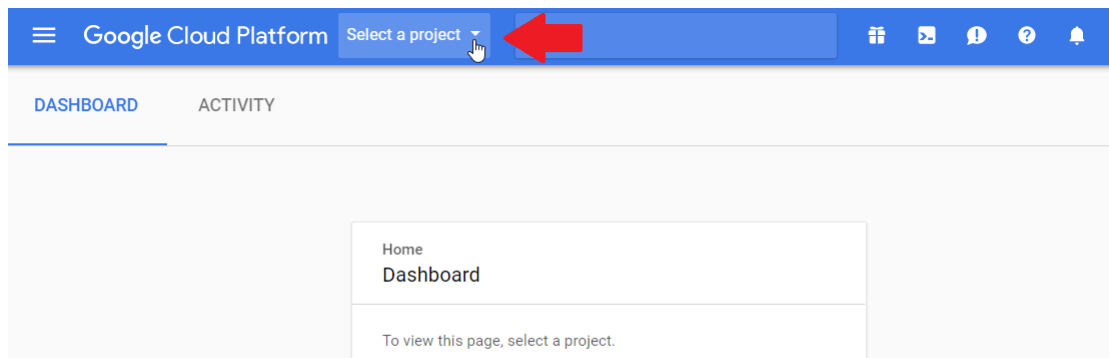 Google Cloud Platform Select a project
DASHBOARD ACTIVITY
Home
Dashboard
To view this page, select a project.